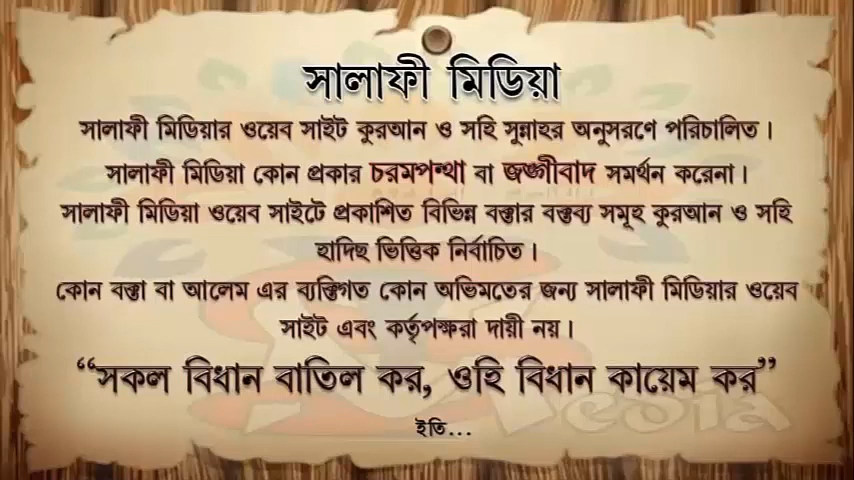 সালাফী মিডিয়া
সালাফী মিডিয়ার ওয়েব সাইট কুরআন ও সহি সুন্নাহর অনুসরণে পরিচালিত।
সালাফী মিডিয়া কোন প্রকার চরমপন্থা বা জঙ্গীবাদ সমর্থন করেনা।
সালাফী মিডিয়া ওয়েব সাইটে প্রকাশিত বিভিন্ন বক্তার বক্তব্য সমূহ কুরআন ও সহি
হাদিছ ভিত্তিক নির্বাচিত।
কোন বক্তা বা আলেম এর ব্যক্তিগত কোন অভিমতের জন্য সালাফী মিডিয়ার ওয়েব
সাইট এবং কর্তৃপক্ষরা দায়ী নয়।
“সকল বিধান বাতিল কর, ওহি বিধান কায়েম কর”
ইতি...